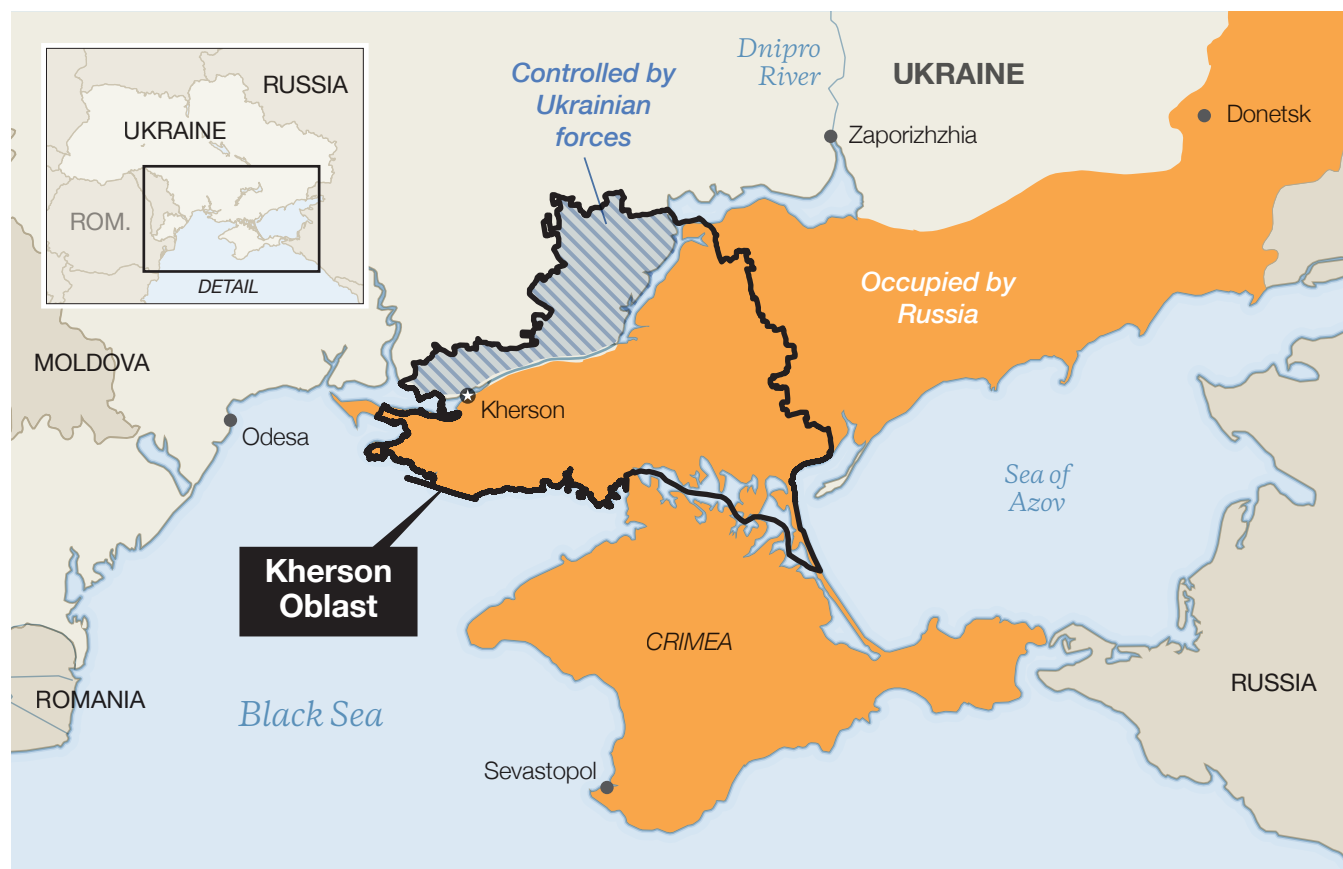 RUSSIA
UKRAINE
ROM.
DETAIL
Controlled by
Ukrainian
forces
Dnipro
River
UKRAINE
Zaporizhzhia
Donetsk
Occupied by
Russia
MOLDOVA
Odesa
Kherson
Sea of
Azov
Kherson
Oblast
CRIMEA
ROMANIA
Black Sea
RUSSIA
Sevastopol